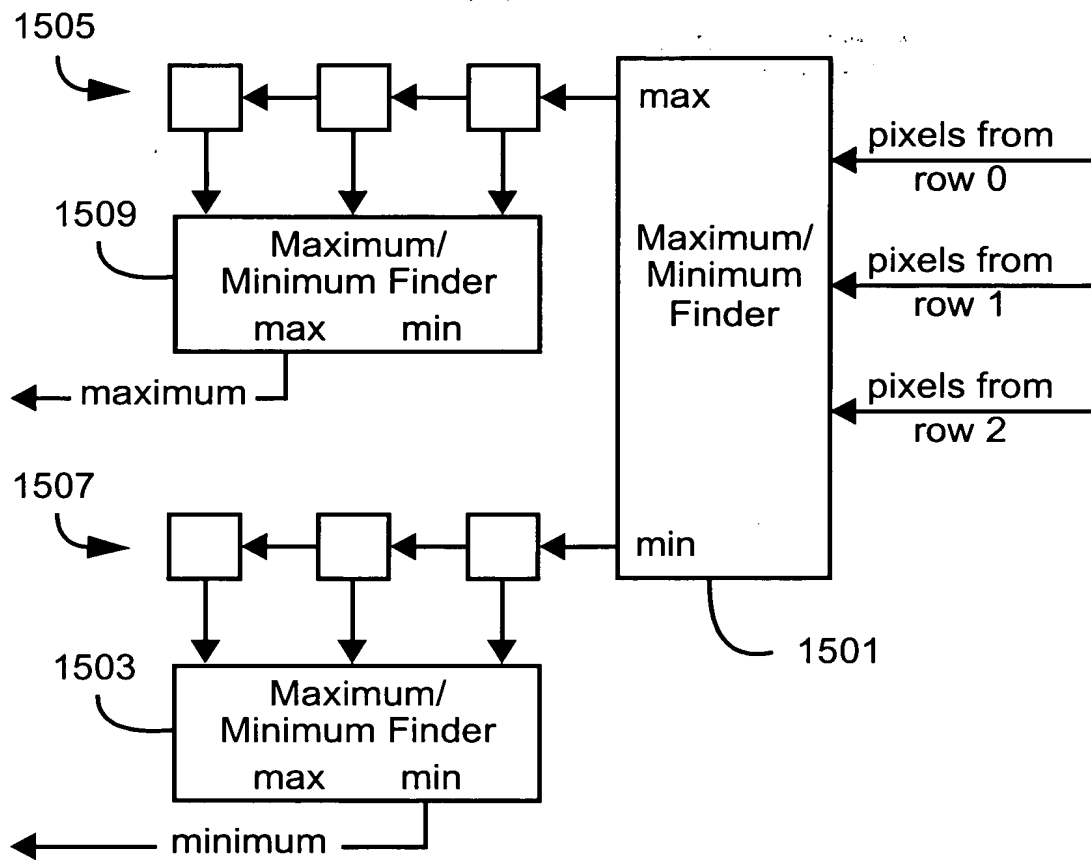 1505
max
pixels from
row 0
1509
Maximum/
Minimum Finder
max min
Maximum/
Minimum
Finder
pixels from
row 1
maximum
pixels from
row 2
1507
min
1501
1503
Maximum/
Minimum Finder
max min
minimum